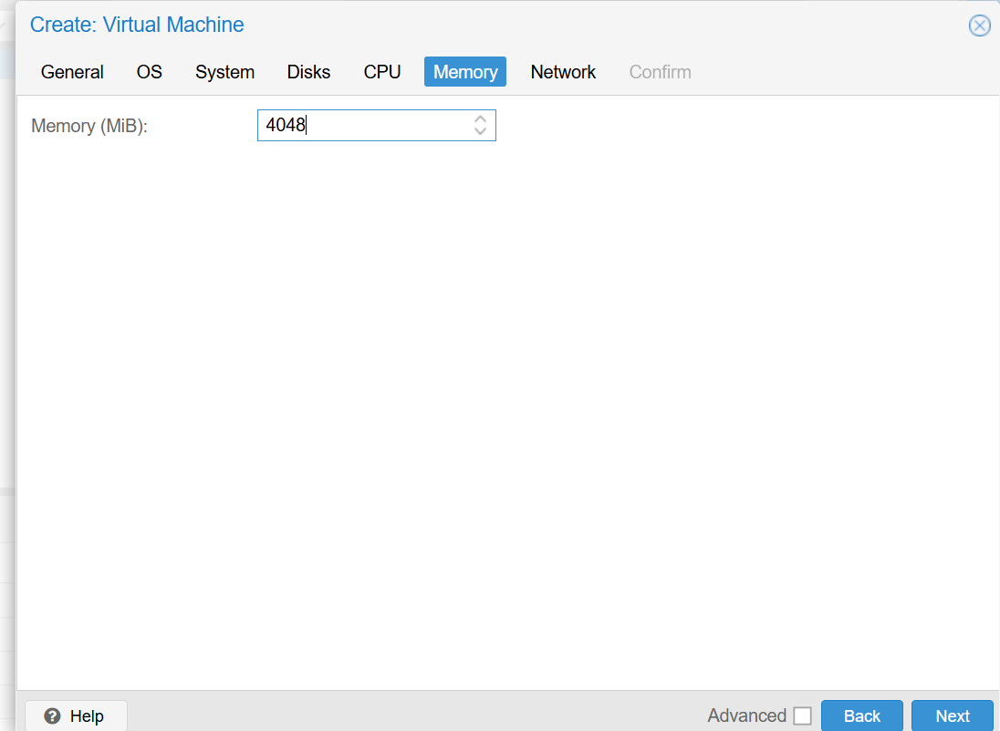 Create: Virtual Machine
General OS System Disks CPU Memory Network Confirm
Memory (MiB): 4048
Help Advanced Back Next